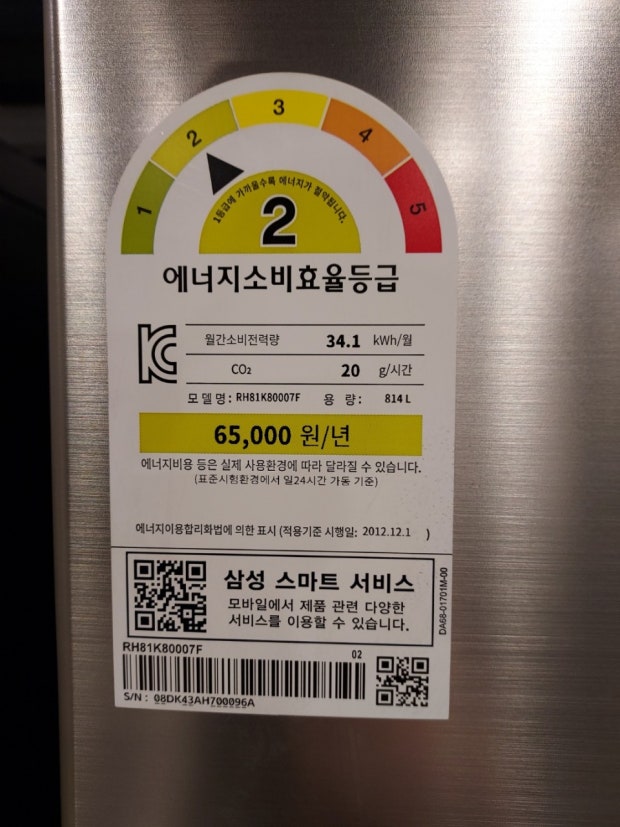 1 2 3 4 5
1등급에 가까울수록 에너지가 절약됩니다.
2
에너지소비효율등급
월간소비전력량 34.1 kWh/월
CO₂ 20 g/시간
모델명: RH81K80007F 용 량: 814 L
65,000 원/년
에너지비용 등은 실제 사용환경에 따라 달라질 수 있습니다.
(표준시험환경에서 일24시간 가동 기준)
에너지이용합리화법에 의한 표시 (적용기준 시행일: 2012.12.1 )
삼성 스마트 서비스
모바일에서 제품 관련 다양한
서비스를 이용할 수 있습니다.
DA68-01701M-00
RH81K80007F 02
S/N : 08DK43AH700096A